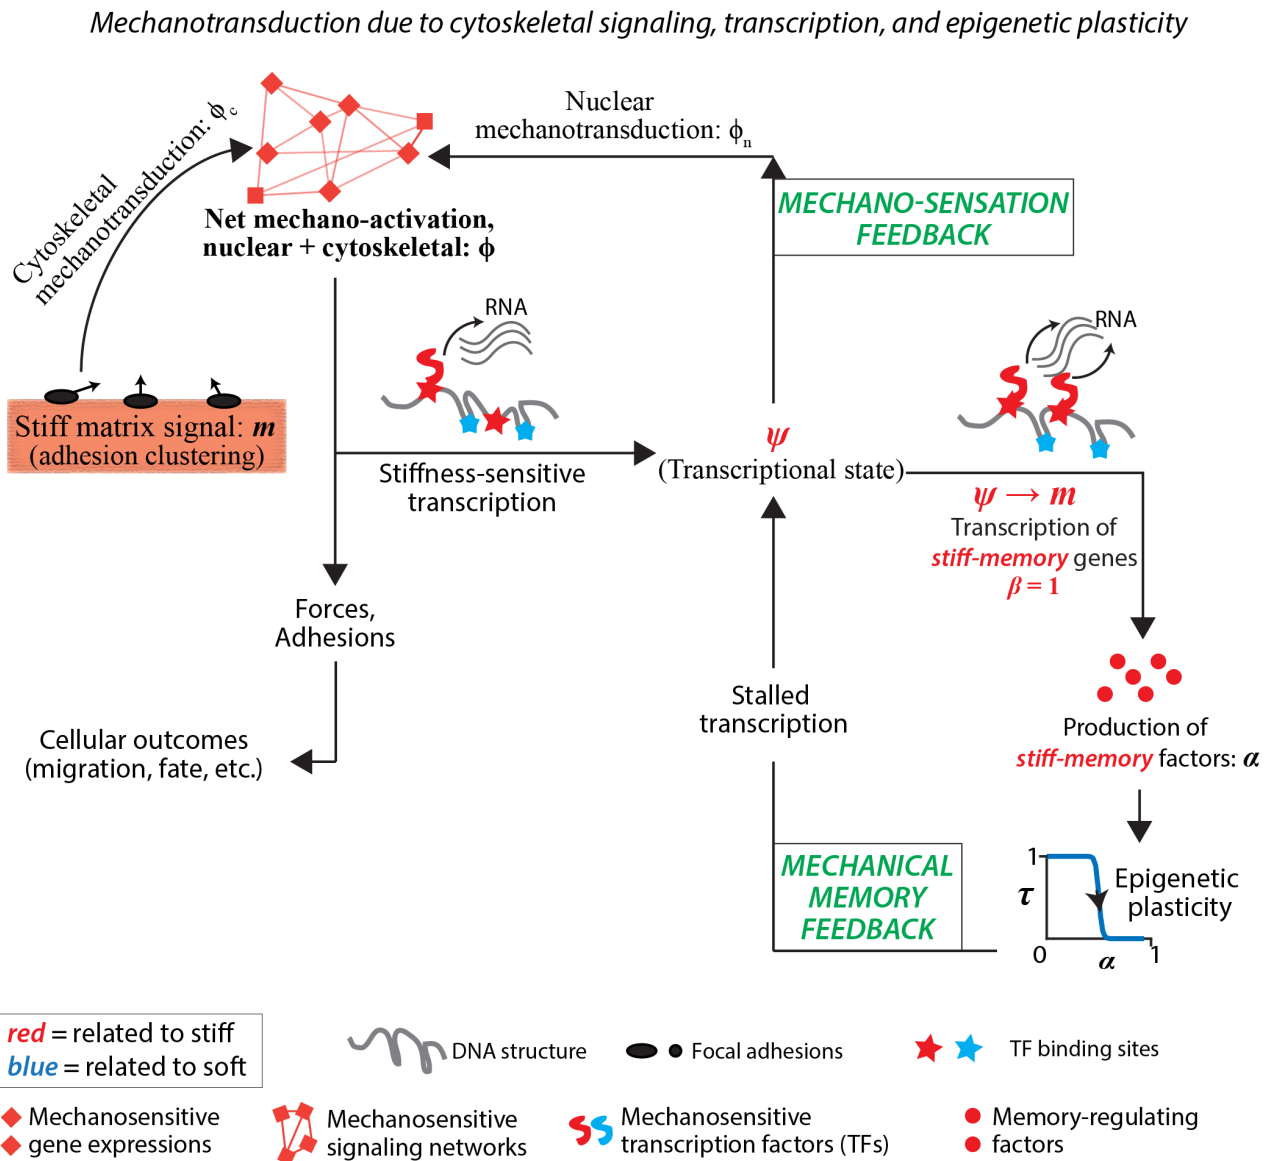 Mechanotransduction due to cytoskeletal signaling, transcription, and epigenetic plasticity
Cytoskeletal
mechanotransduction: ϕc
Nuclear
mechanotransduction: ϕn
Net mechano-activation,
nuclear + cytoskeletal: ϕ
MECHANO-SENSATION
FEEDBACK
Stiff matrix signal: m
(adhesion clustering)
RNA
Stiffness-sensitive
transcription
ψ
(Transcriptional state)
RNA
ψ → m
Transcription of
stiff-memory genes
β = 1
Forces,
Adhesions
Cellular outcomes
(migration, fate, etc.)
Stalled
transcription
Production of
stiff-memory factors: α
MECHANICAL
MEMORY
FEEDBACK
1
τ
Epigenetic
plasticity
0
α
1
red = related to stiff
blue = related to soft
DNA structure
Focal adhesions
TF binding sites
Mechanosensitive
gene expressions
Mechanosensitive
signaling networks
Mechanosensitive
transcription factors (TFs)
Memory-regulating
factors